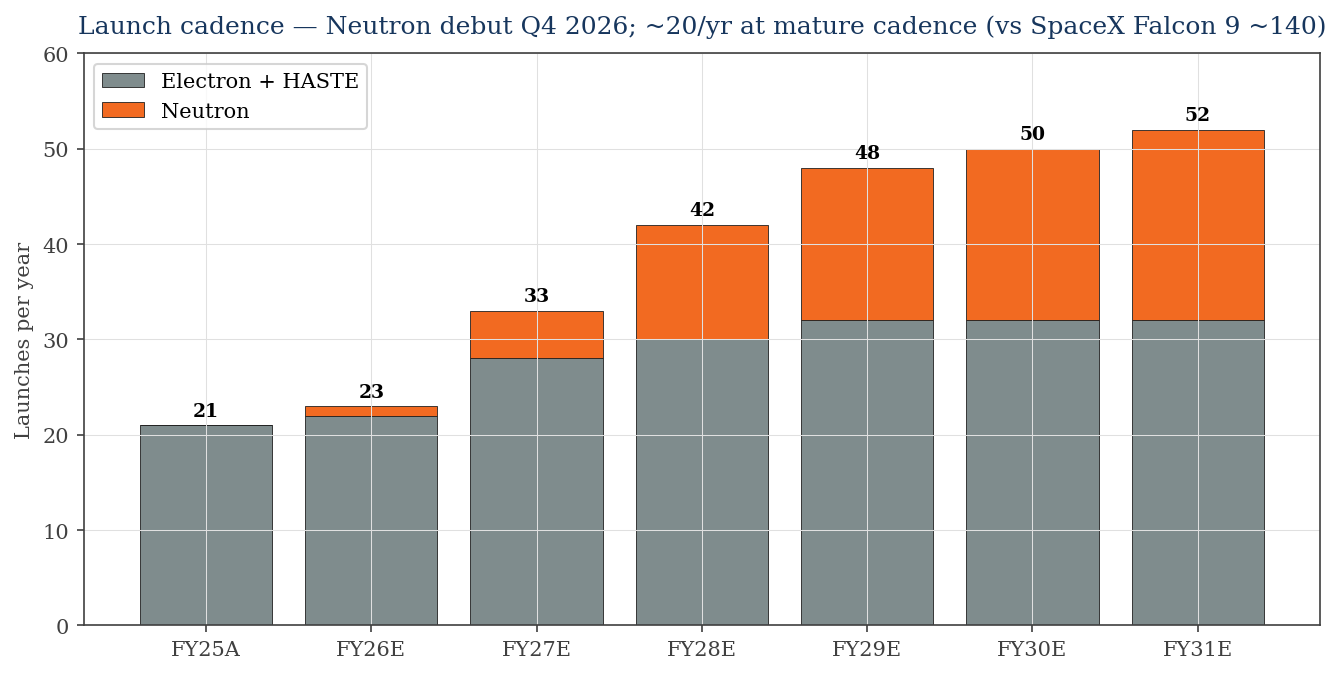 Launch cadence — Neutron debut Q4 2026; ~20/yr at mature cadence (vs SpaceX Falcon 9 ~140)
Electron + HASTE
Neutron
Launches per year
60
50
40
30
20
10
0
21
23
33
42
48
50
52
FY25A
FY26E
FY27E
FY28E
FY29E
FY30E
FY31E